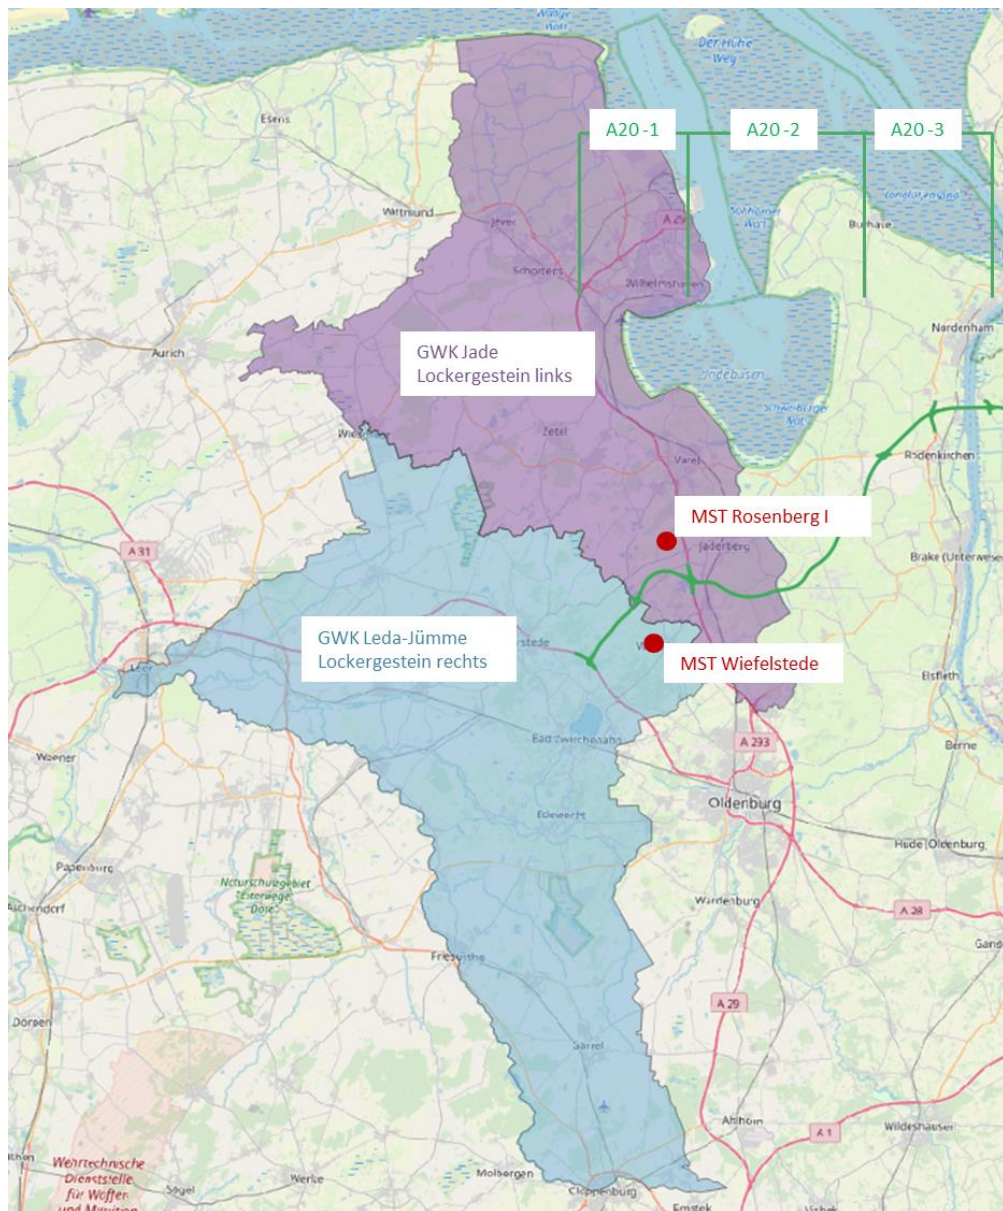 Der Hohe
Weg
A20 -1
A20 -2
A20 -3
Esens
Wittmund
Jever
Burhave
Schortens
Wilhelmshaven
Nordenham
Aurich
GWK Jade
Lockergestein links
Jadebusen
Zetel
Varel
Rodenkirchen
MST Rosenberg I
A 31
Jaderberg
Brake (Unterweser
GWK Leda-Jümme
Lockergestein rechts
MST Wiefelstede
Leer
Elsfleth
Bad Zwischenahn
A 293
Berne
Oldenburg
Edewecht
Hude (Oldenburg)
Papenburg
Naturschutzgebiet
"Esterweger
Dose"
Wardenburg
A 28
Friesoythe
A 29
Dörpen
Garrel
Ahlhorn
A 1
Wildeshausen
Wehrtechnische
Dienststelle
für Waffen
und Munition
Sögel
Werlte
Molbergen
Cloppenburg
Emstek